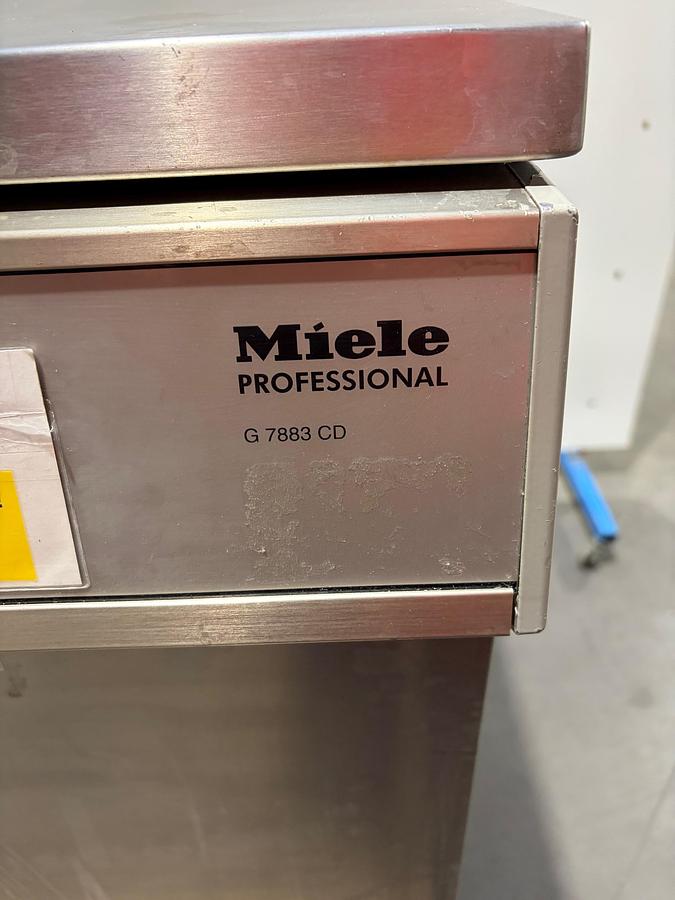 Miele
PROFESSIONAL
G 7883 CD